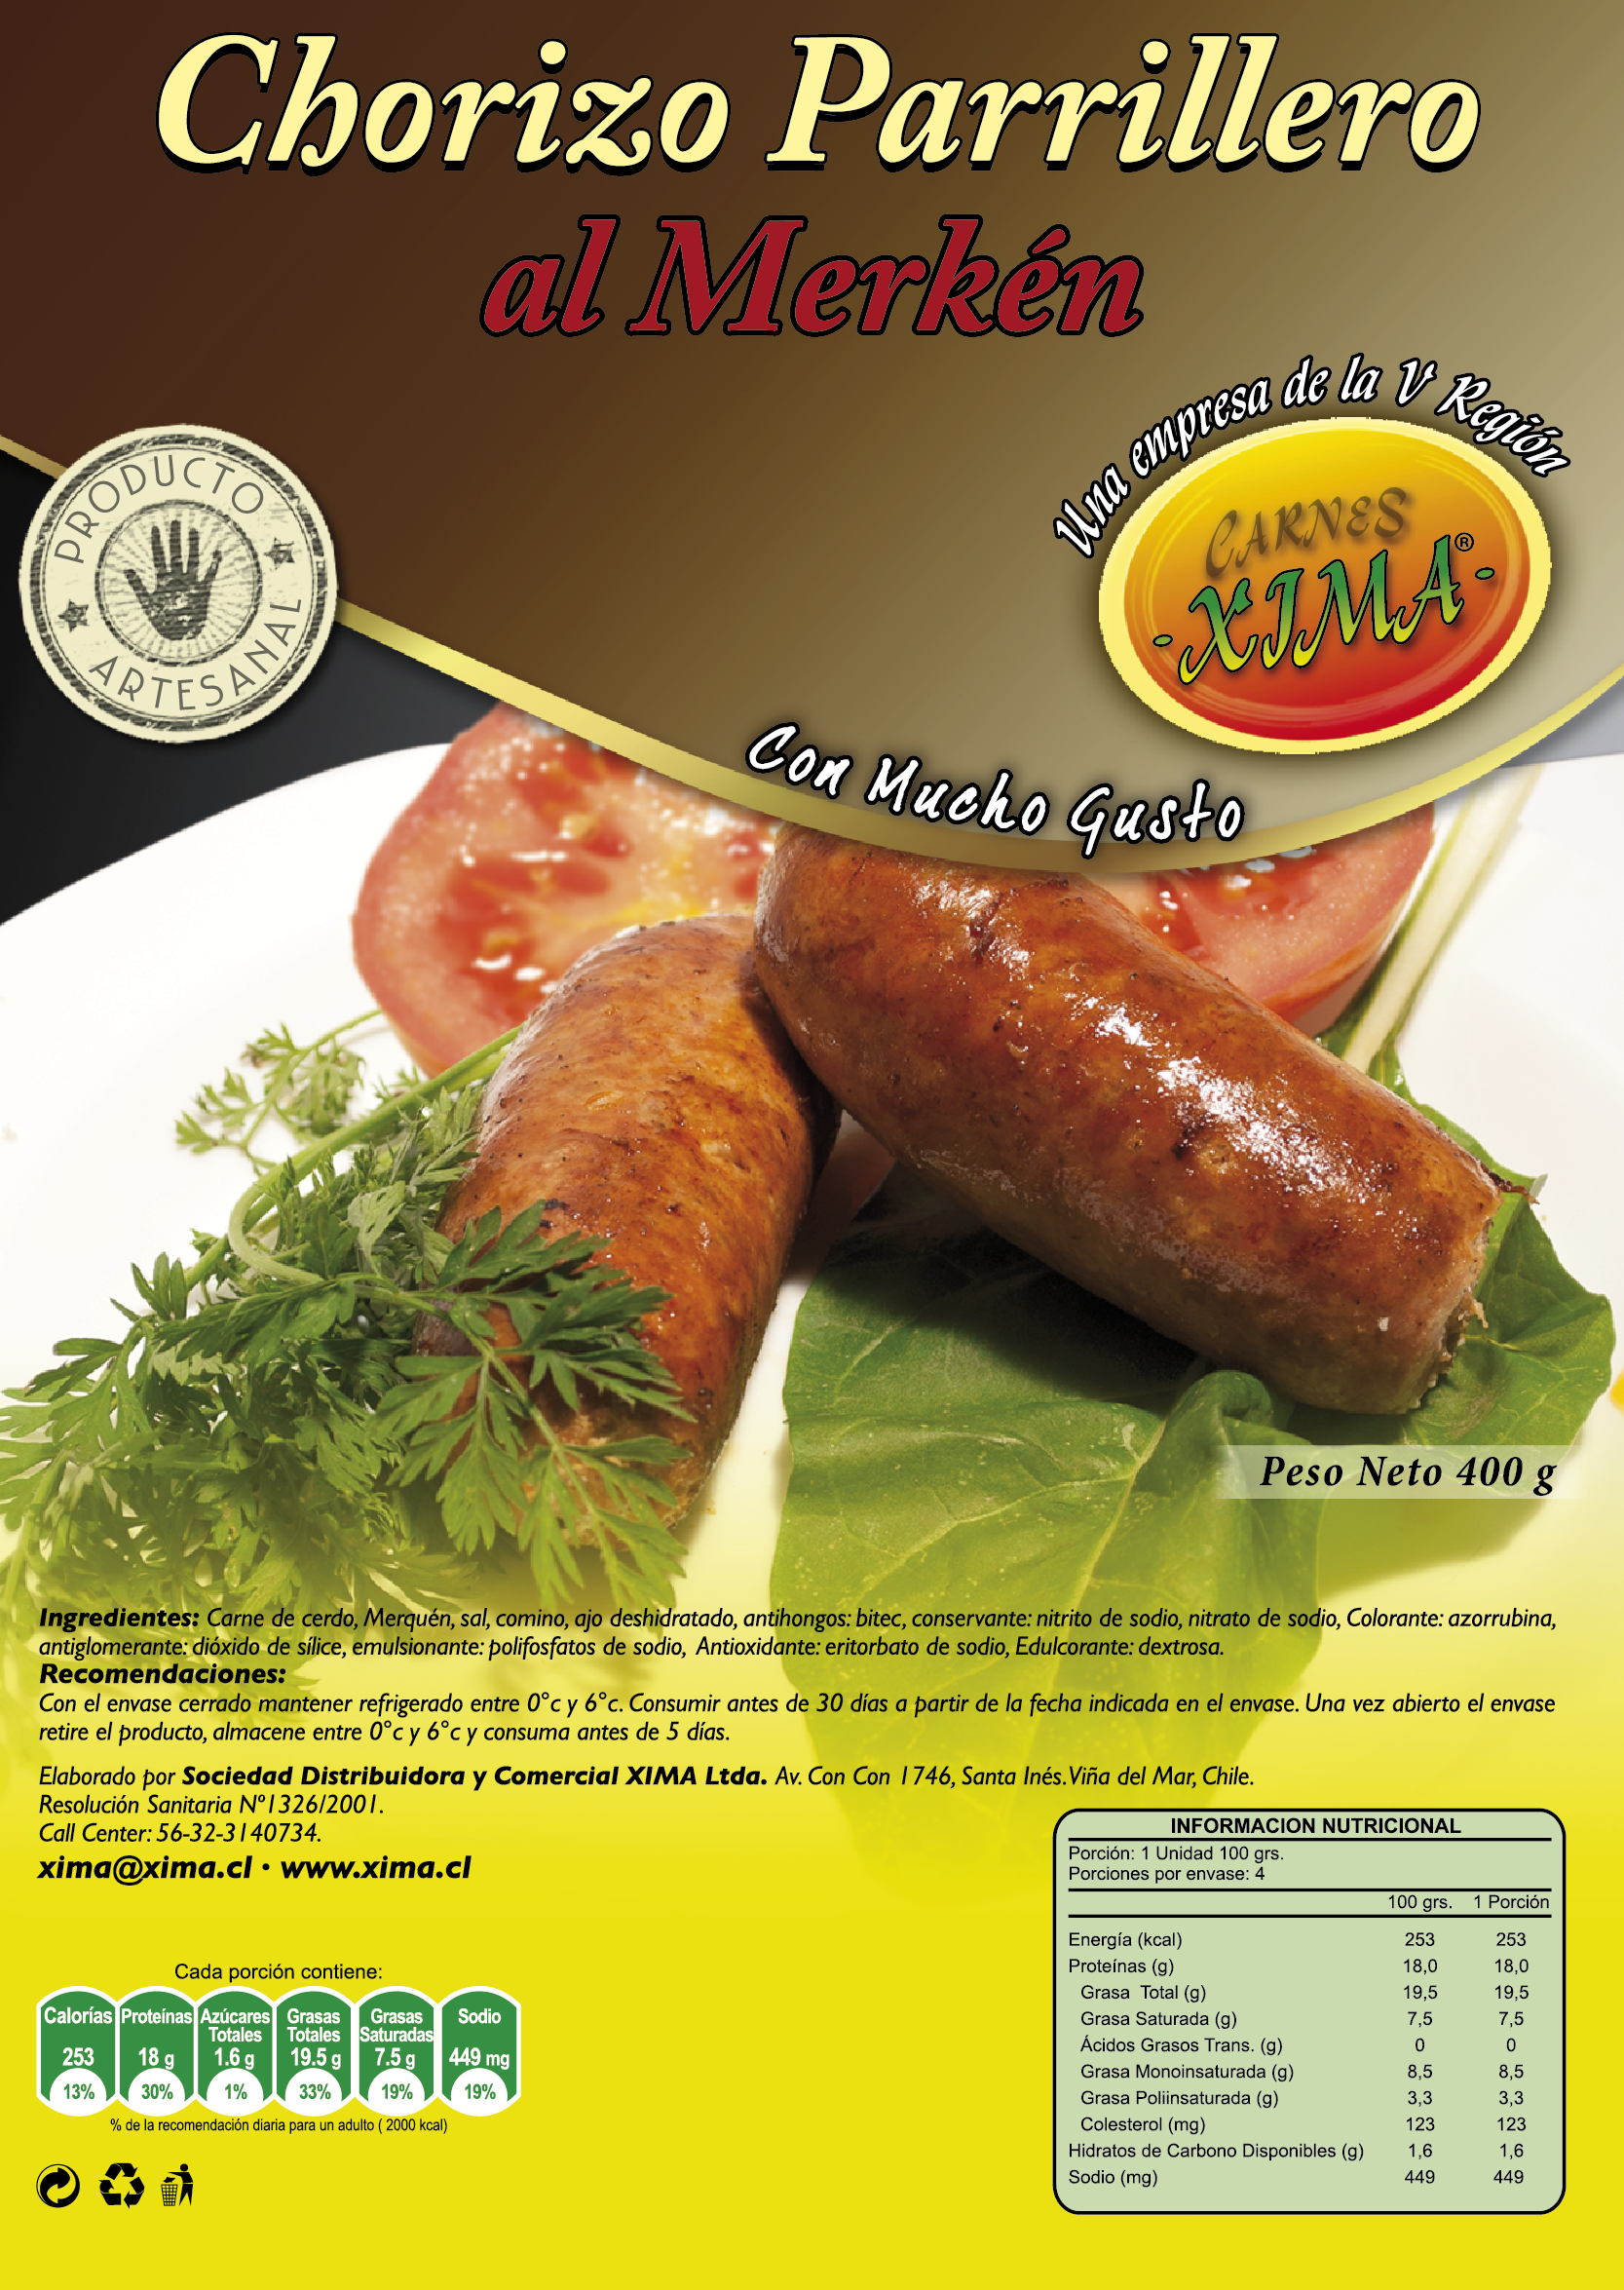 Chorizo Parrillero
al Merkén
Una empresa de la V Región
CARNES
-XIMA-®
PRODUCTO
ARTESANAL
Con Mucho Gusto
Peso Neto 400 g
Ingredientes: Carne de cerdo, Merquén, sal, comino, ajo deshidratado, antihongos: bitec, conservante: nitrito de sodio, nitrato de sodio, Colorante: azorrubina,
antiglomerante: dióxido de sílice, emulsionante: polifosfatos de sodio, Antioxidante: eritorbato de sodio, Edulcorante: dextrosa.
Recomendaciones:
Con el envase cerrado mantener refrigerado entre 0°c y 6°c. Consumir antes de 30 días a partir de la fecha indicada en el envase. Una vez abierto el envase
retire el producto, almacene entre 0°c y 6°c y consuma antes de 5 días.
Elaborado por Sociedad Distribuidora y Comercial XIMA Ltda. Av. Con Con 1746, Santa Inés. Viña del Mar, Chile.
Resolución Sanitaria Nº1326/2001.
Call Center: 56-32-3140734.
xima@xima.cl • www.xima.cl
Cada porción contiene:
Calorías 253 13%
Proteínas 18 g 30%
Azúcares Totales 1.6 g 1%
Grasas Totales 19.5 g 33%
Grasas Saturadas 7.5 g 19%
Sodio 449 mg 19%
% de la recomendación diaria para un adulto ( 2000 kcal)
INFORMACION NUTRICIONAL
Porción: 1 Unidad 100 grs.
Porciones por envase: 4
100 grs. 1 Porción
Energía (kcal) 253 253
Proteínas (g) 18,0 18,0
Grasa Total (g) 19,5 19,5
Grasa Saturada (g) 7,5 7,5
Ácidos Grasos Trans. (g) 0 0
Grasa Monoinsaturada (g) 8,5 8,5
Grasa Poliinsaturada (g) 3,3 3,3
Colesterol (mg) 123 123
Hidratos de Carbono Disponibles (g) 1,6 1,6
Sodio (mg) 449 449